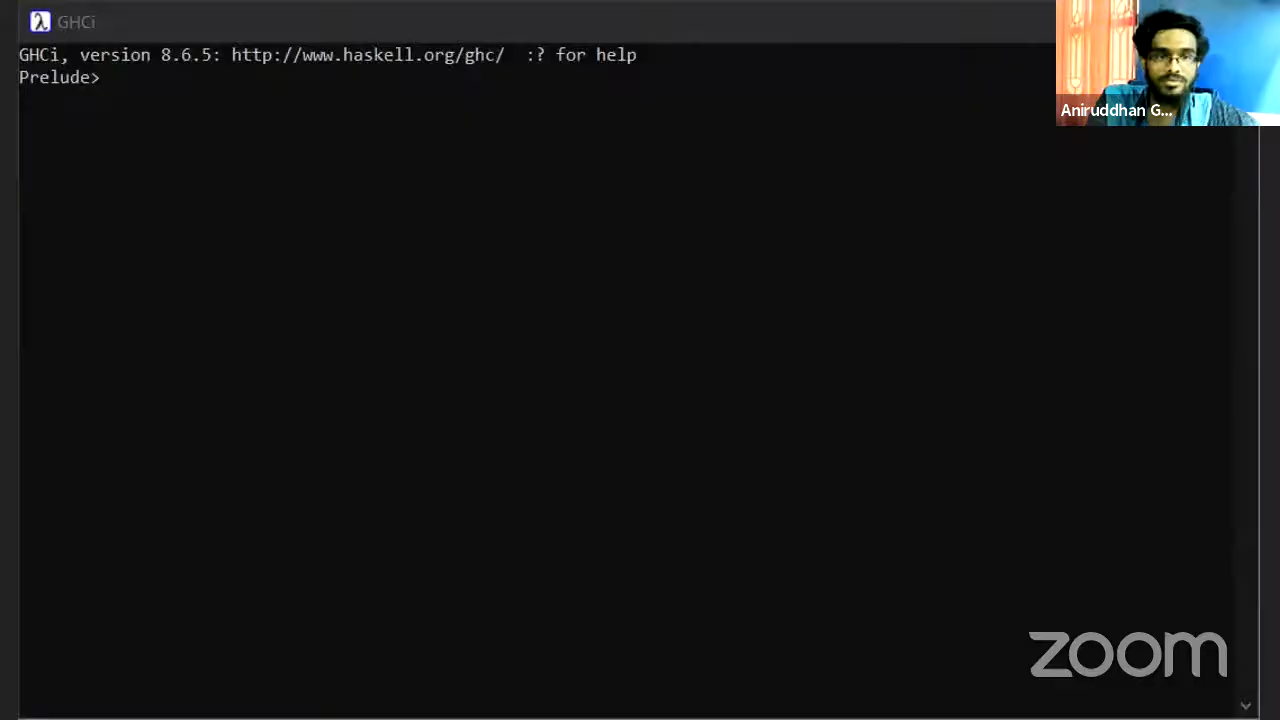 GHCi
GHCi, version 8.6.5: http://www.haskell.org/ghc/  :? for help
Prelude>
Aniruddhan G...
zoom